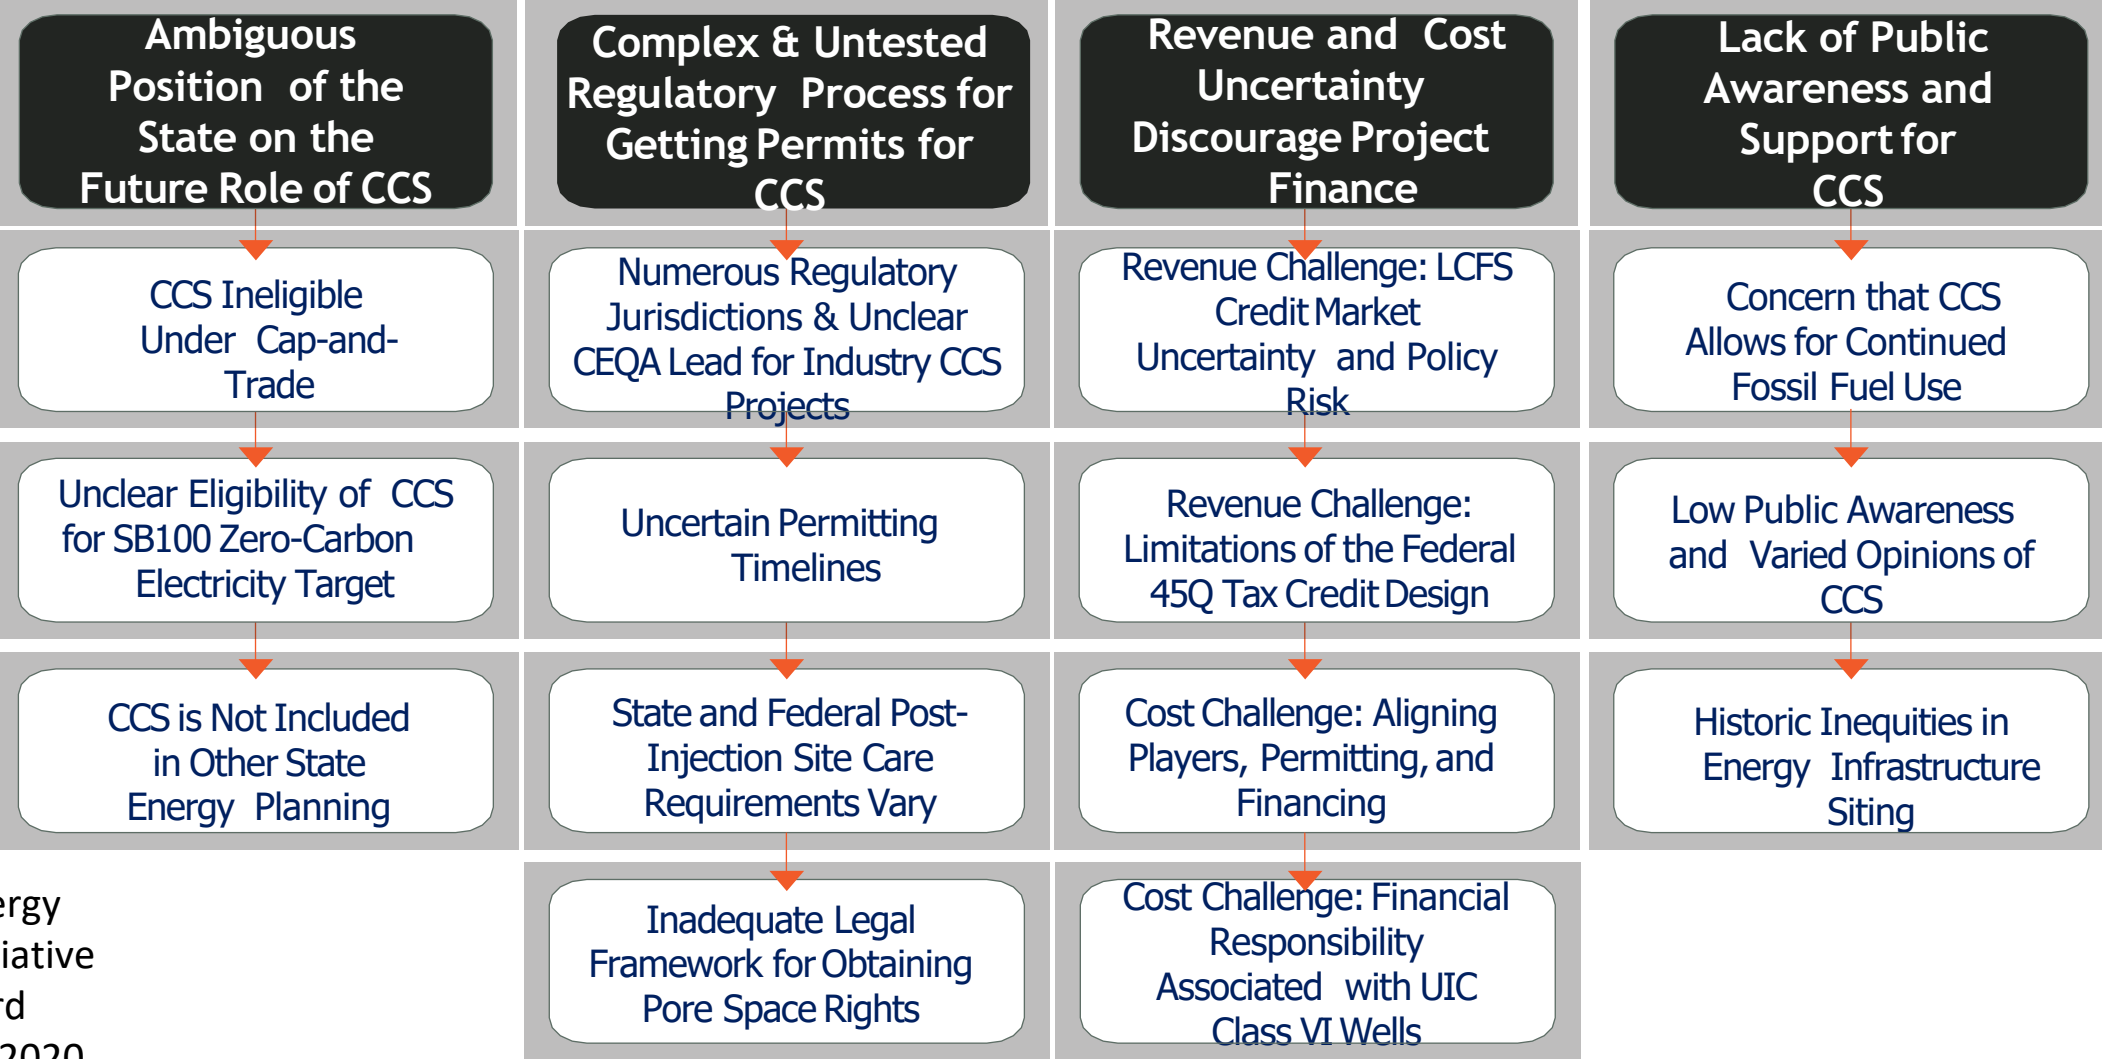 Ambiguous
Position of the
State on the
Future Role of CCS
CCS Ineligible
Under Cap-and-
Trade
Unclear Eligibility of CCS
for SB100 Zero-Carbon
Electricity Target
CCS is Not Included
in Other State
Energy Planning
Complex & Untested
Regulatory Process for
Getting Permits for
CCS
Numerous Regulatory
Jurisdictions & Unclear
CEQA Lead for Industry CCS
Projects
Uncertain Permitting
Timelines
State and Federal Post-
Injection Site Care
Requirements Vary
Inadequate Legal
Framework for Obtaining
Pore Space Rights
Revenue and Cost
Uncertainty
Discourage Project
Finance
Revenue Challenge: LCFS
Credit Market
Uncertainty and Policy
Risk
Revenue Challenge:
Limitations of the Federal
45Q Tax Credit Design
Cost Challenge: Aligning
Players, Permitting, and
Financing
Cost Challenge: Financial
Responsibility
Associated with UIC
Class VI Wells
Lack of Public
Awareness and
Support for
CCS
Concern that CCS
Allows for Continued
Fossil Fuel Use
Low Public Awareness
and Varied Opinions of
CCS
Historic Inequities in
Energy Infrastructure
Siting
ergy
iative
rd
2020